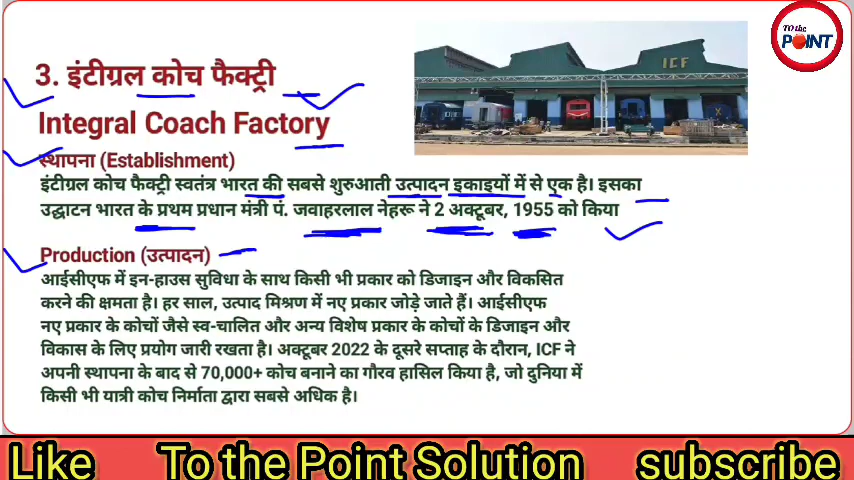 TO the
POINT
ICF
3. इंटीग्रल कोच फैक्ट्री
Integral Coach Factory
स्थापना (Establishment)
इंटीग्रल कोच फैक्ट्री स्वतंत्र भारत की सबसे शुरुआती उत्पादन इकाइयों में से एक है। इसका
उद्घाटन भारत के प्रथम प्रधान मंत्री पं. जवाहरलाल नेहरू ने 2 अक्टूबर, 1955 को किया
Production (उत्पादन)
आईसीएफ में इन-हाउस सुविधा के साथ किसी भी प्रकार को डिजाइन और विकसित
करने की क्षमता है। हर साल, उत्पाद मिश्रण में नए प्रकार जोड़े जाते हैं। आईसीएफ
नए प्रकार के कोचों जैसे स्व-चालित और अन्य विशेष प्रकार के कोचों के डिजाइन और
विकास के लिए प्रयोग जारी रखता है। अक्टूबर 2022 के दूसरे सप्ताह के दौरान, ICF ने
अपनी स्थापना के बाद से 70,000+ कोच बनाने का गौरव हासिल किया है, जो दुनिया में
किसी भी यात्री कोच निर्माता द्वारा सबसे अधिक है।
Like To the Point Solution subscribe